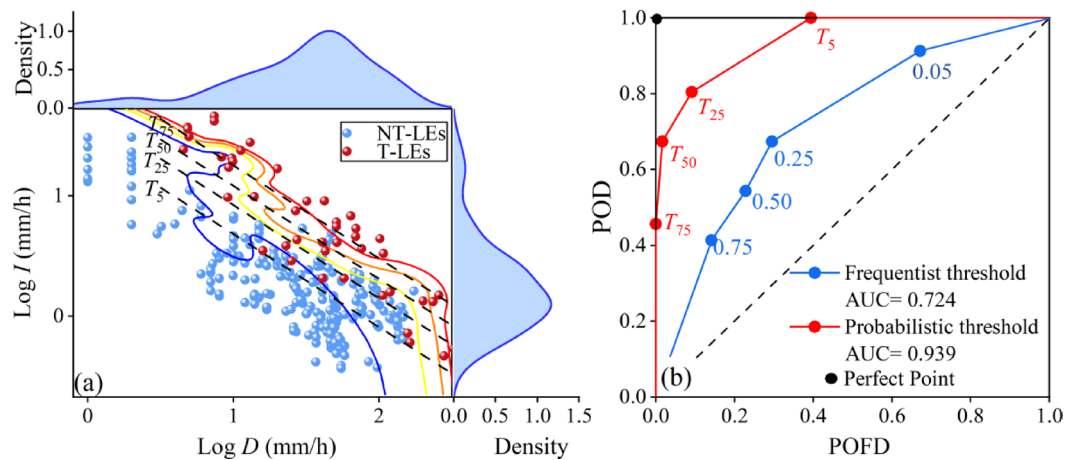 Density
1.0
0.5
0.0
NT-LEs
T-LEs
T75
T50
T25
T5
Log I (mm/h)
1
0
(a)
0
1
2
0.0
0.5
1.0
1.5
Log D (mm/h)
Density
POD
1.0
0.8
0.6
0.4
0.2
0.0
T5
0.05
T25
T50
0.25
0.50
T75
0.75
Frequentist threshold
AUC= 0.724
Probabilistic threshold
AUC= 0.939
Perfect Point
(b)
0.0
0.2
0.4
0.6
0.8
1.0
POFD